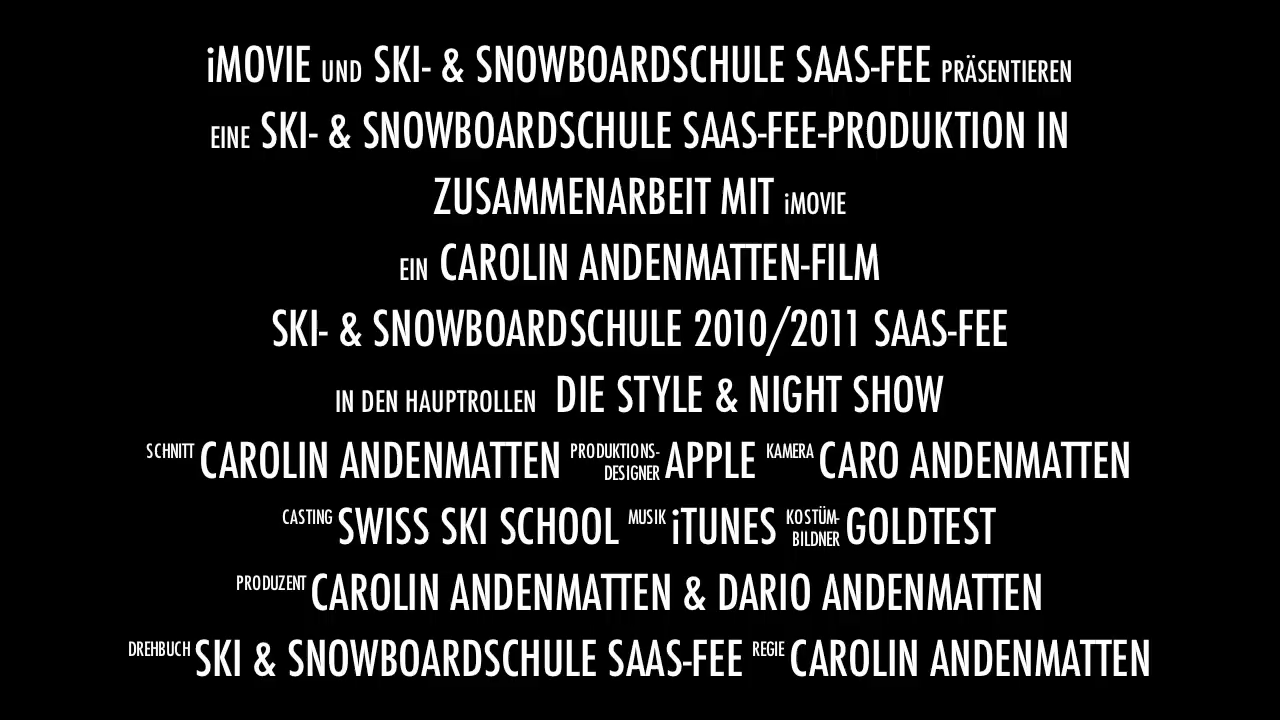 iMOVIE UND SKI- & SNOWBOARDSCHULE SAAS-FEE PRÄSENTIEREN
EINE SKI- & SNOWBOARDSCHULE SAAS-FEE-PRODUKTION IN
ZUSAMMENARBEIT MIT iMOVIE
EIN CAROLIN ANDENMATTEN-FILM
SKI- & SNOWBOARDSCHULE 2010/2011 SAAS-FEE
IN DEN HAUPTROLLEN DIE STYLE & NIGHT SHOW
SCHNITT CAROLIN ANDENMATTEN PRODUKTIONS-DESIGNER APPLE KAMERA CARO ANDENMATTEN
CASTING SWISS SKI SCHOOL MUSIK iTUNES KOSTÜM-BILDNER GOLDTEST
PRODUZENT CAROLIN ANDENMATTEN & DARIO ANDENMATTEN
DREHBUCH SKI & SNOWBOARDSCHULE SAAS-FEE REGIE CAROLIN ANDENMATTEN